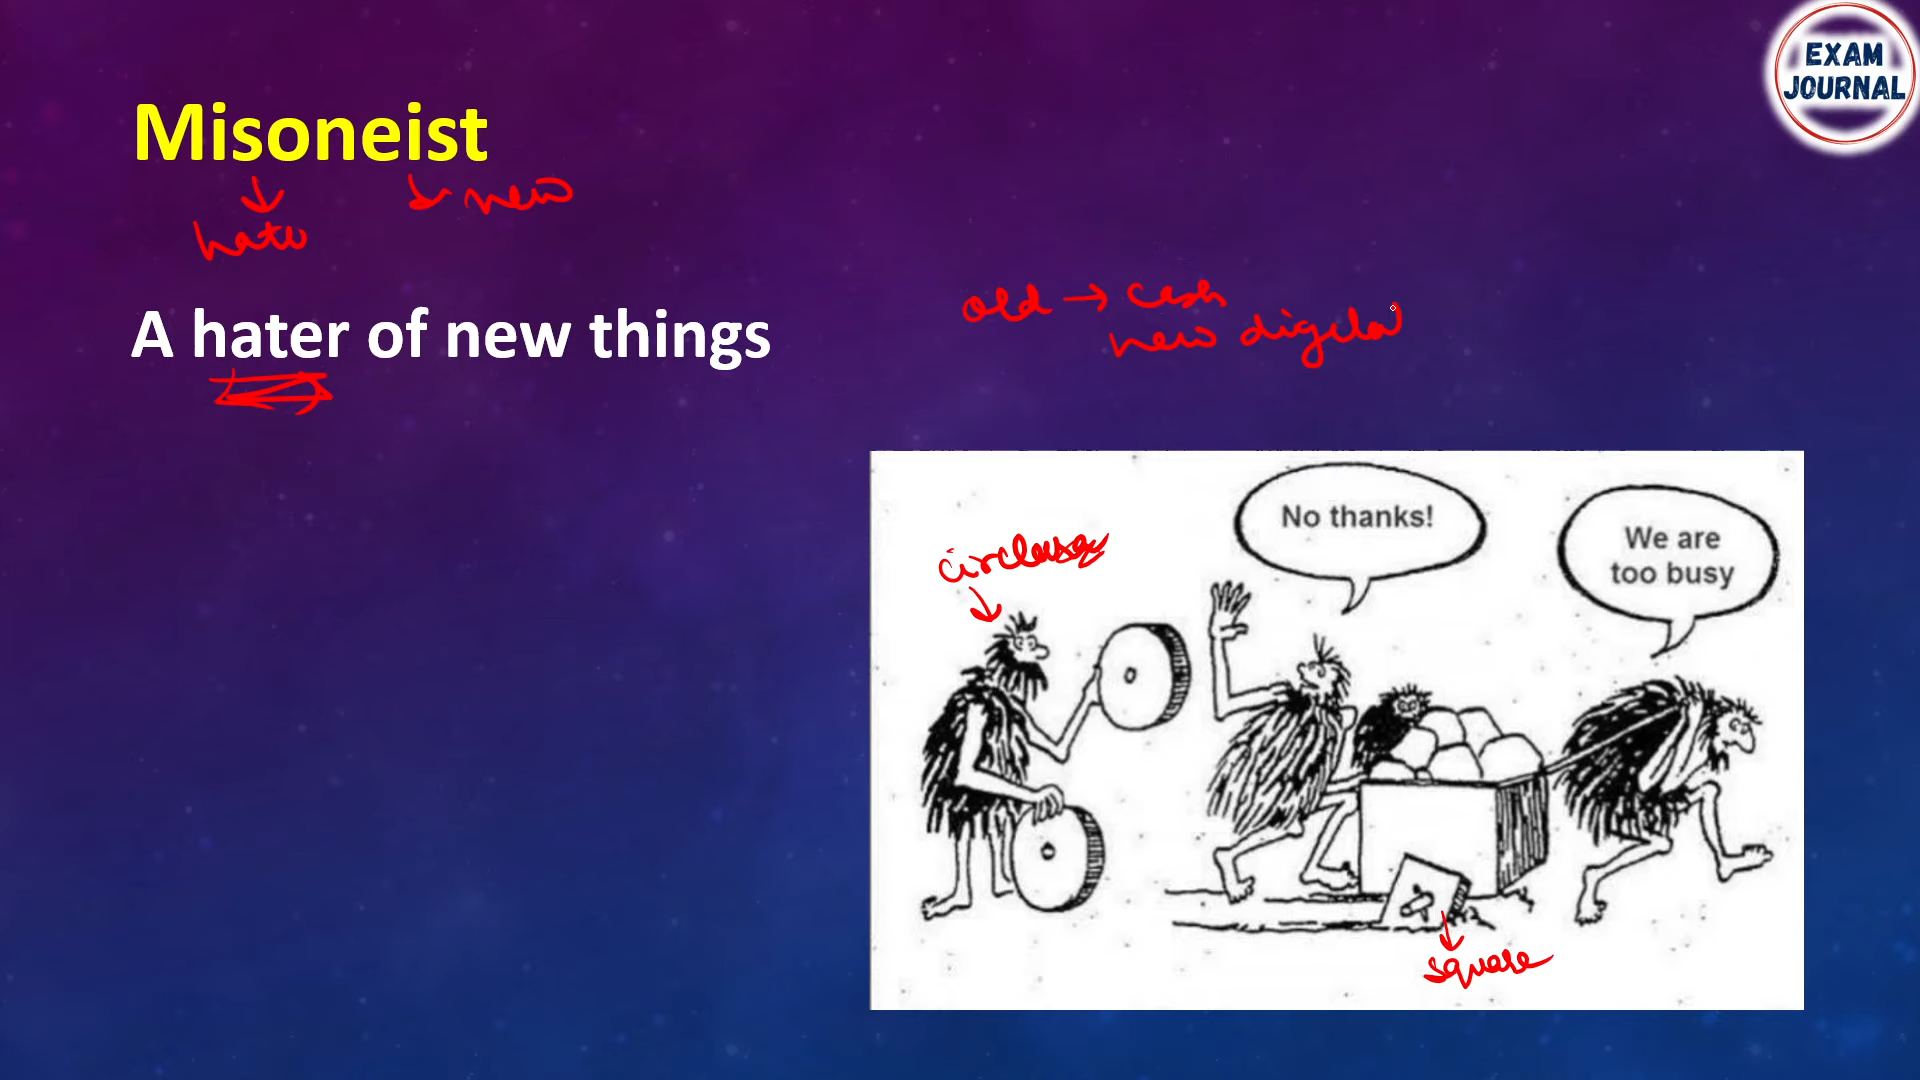 EXAM
JOURNAL
Misoneist
hate
new
A hater of new things
old → cash
new digital
No thanks!
We are
too busy
square